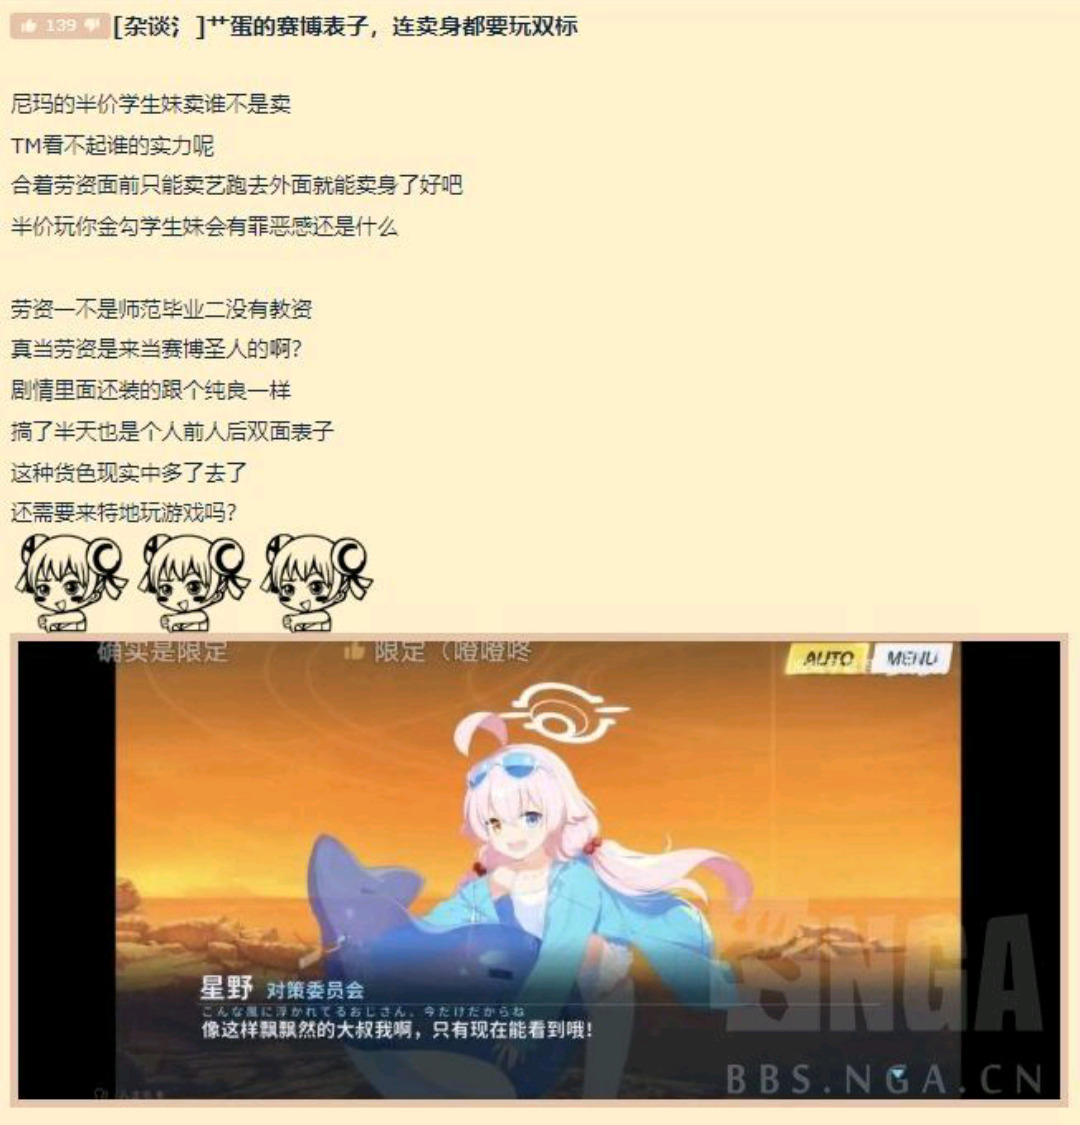 139 [杂谈氵]艹蛋的赛博表子，连卖身都要玩双标
尼玛的半价学生妹卖谁不是卖
TM看不起谁的实力呢
合着劳资面前只能卖艺跑去外面就能卖身了好吧
半价玩你金勾学生妹会有罪恶感还是什么
劳资一不是师范毕业二没有教资
真当劳资是来当赛博圣人的啊？
剧情里面还装的跟个纯良一样
搞了半天也是个人前人后双面表子
这种货色现实中多了去了
还需要来特地玩游戏吗？
确实是限定 限定（噔噔咚
AUTO MENU
星野 对策委员会
こんな風に浮かれてるおじさん、今だけだからね
像这样飘飘然的大叔我啊，只有现在能看到哦！
NGA
BBS.NGA.CN